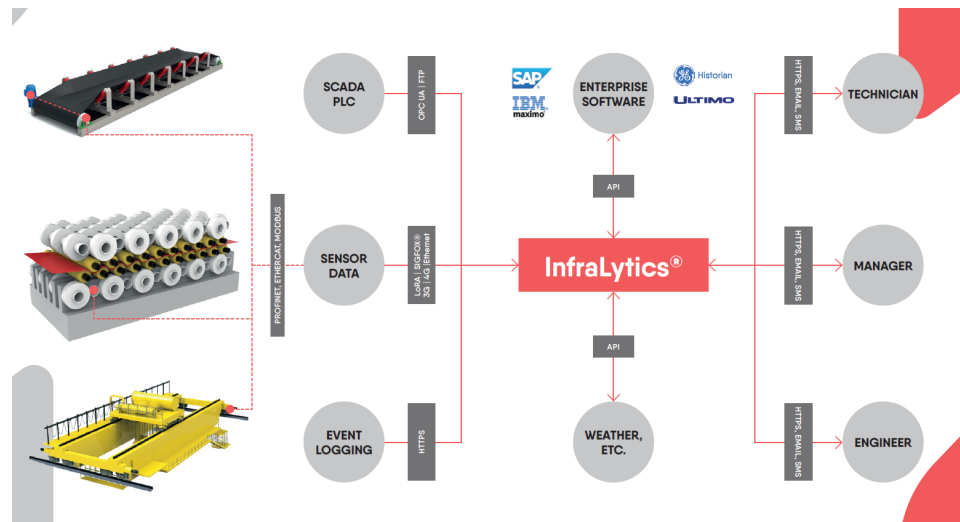 SCADA
PLC
OPC UA | FTP
SAP
IBM
maximo
ENTERPRISE
SOFTWARE
GE Historian
ULTIMO
HTTPS, EMAIL, SMS
TECHNICIAN
API
PROFINET, ETHERCAT, MODBUS
SENSOR
DATA
LoRA | SIGFOX®
3G | 4G |Ethernet
InfraLytics®
HTTPS, EMAIL, SMS
MANAGER
API
EVENT
LOGGING
HTTPS
WEATHER,
ETC.
HTTPS, EMAIL, SMS
ENGINEER